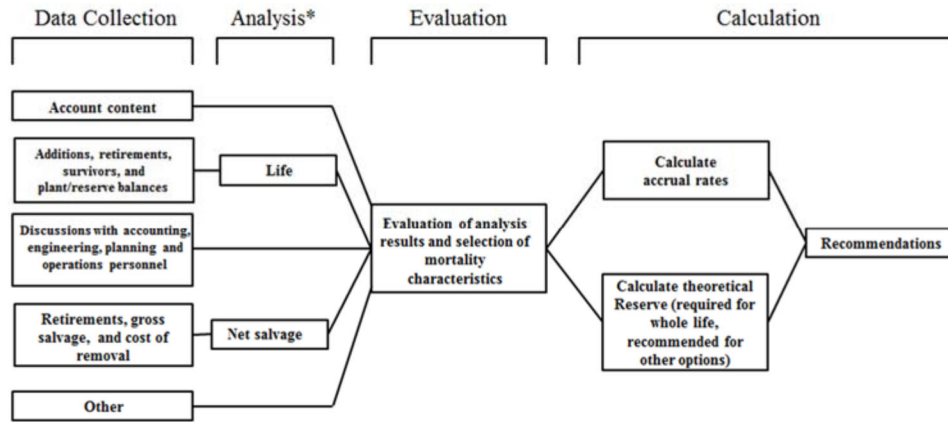 Data Collection
Analysis*
Evaluation
Calculation
Account content
Additions, retirements,
survivors, and
plant/reserve balances
Life
Discussions with accounting,
engineering, planning and
operations personnel
Retirements, gross
salvage, and cost of
removal
Net salvage
Other
Evaluation of analysis
results and selection of
mortality
characteristics
Calculate
accrual rates
Calculate theoretical
Reserve (required for
whole life,
recommended for
other options)
Recommendations